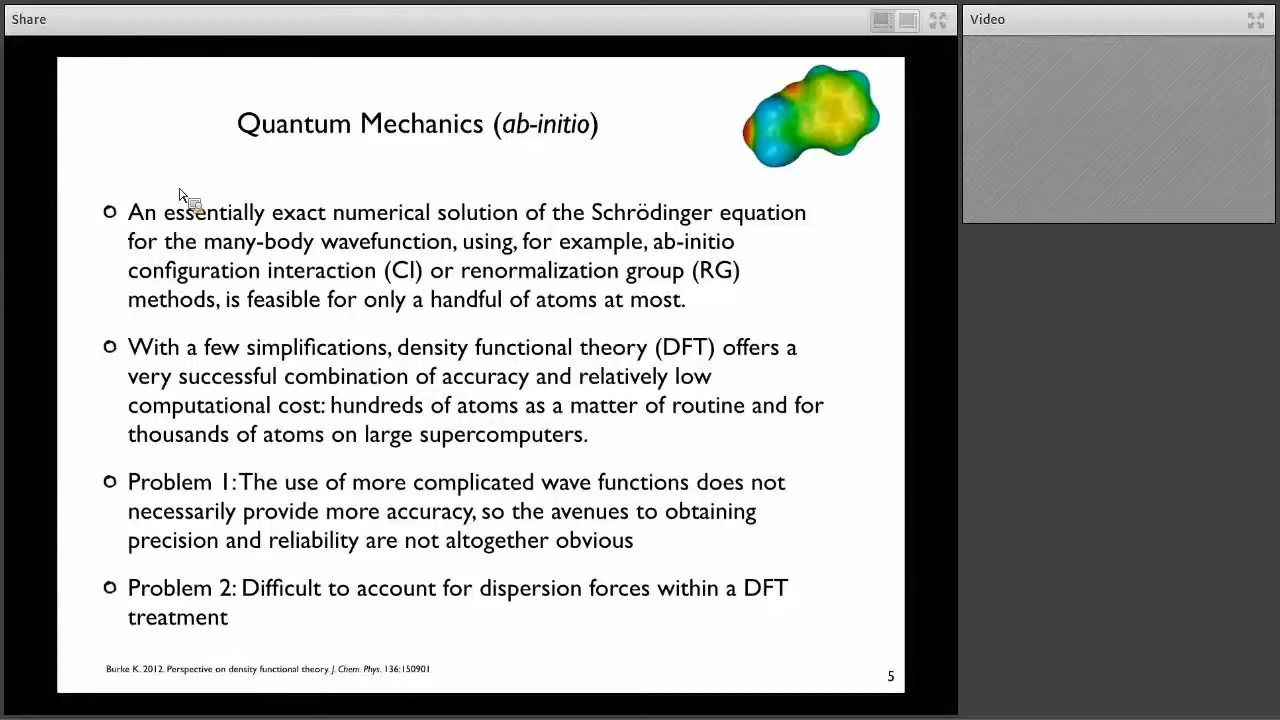 Share
Video
Quantum Mechanics (ab-initio)
An essentially exact numerical solution of the Schrödinger equation
for the many-body wavefunction, using, for example, ab-initio
configuration interaction (CI) or renormalization group (RG)
methods, is feasible for only a handful of atoms at most.
With a few simplifications, density functional theory (DFT) offers a
very successful combination of accuracy and relatively low
computational cost: hundreds of atoms as a matter of routine and for
thousands of atoms on large supercomputers.
Problem 1: The use of more complicated wave functions does not
necessarily provide more accuracy, so the avenues to obtaining
precision and reliability are not altogether obvious
Problem 2: Difficult to account for dispersion forces within a DFT
treatment
Burke K. 2012. Perspective on density functional theory. J. Chem. Phys. 136:150901
5